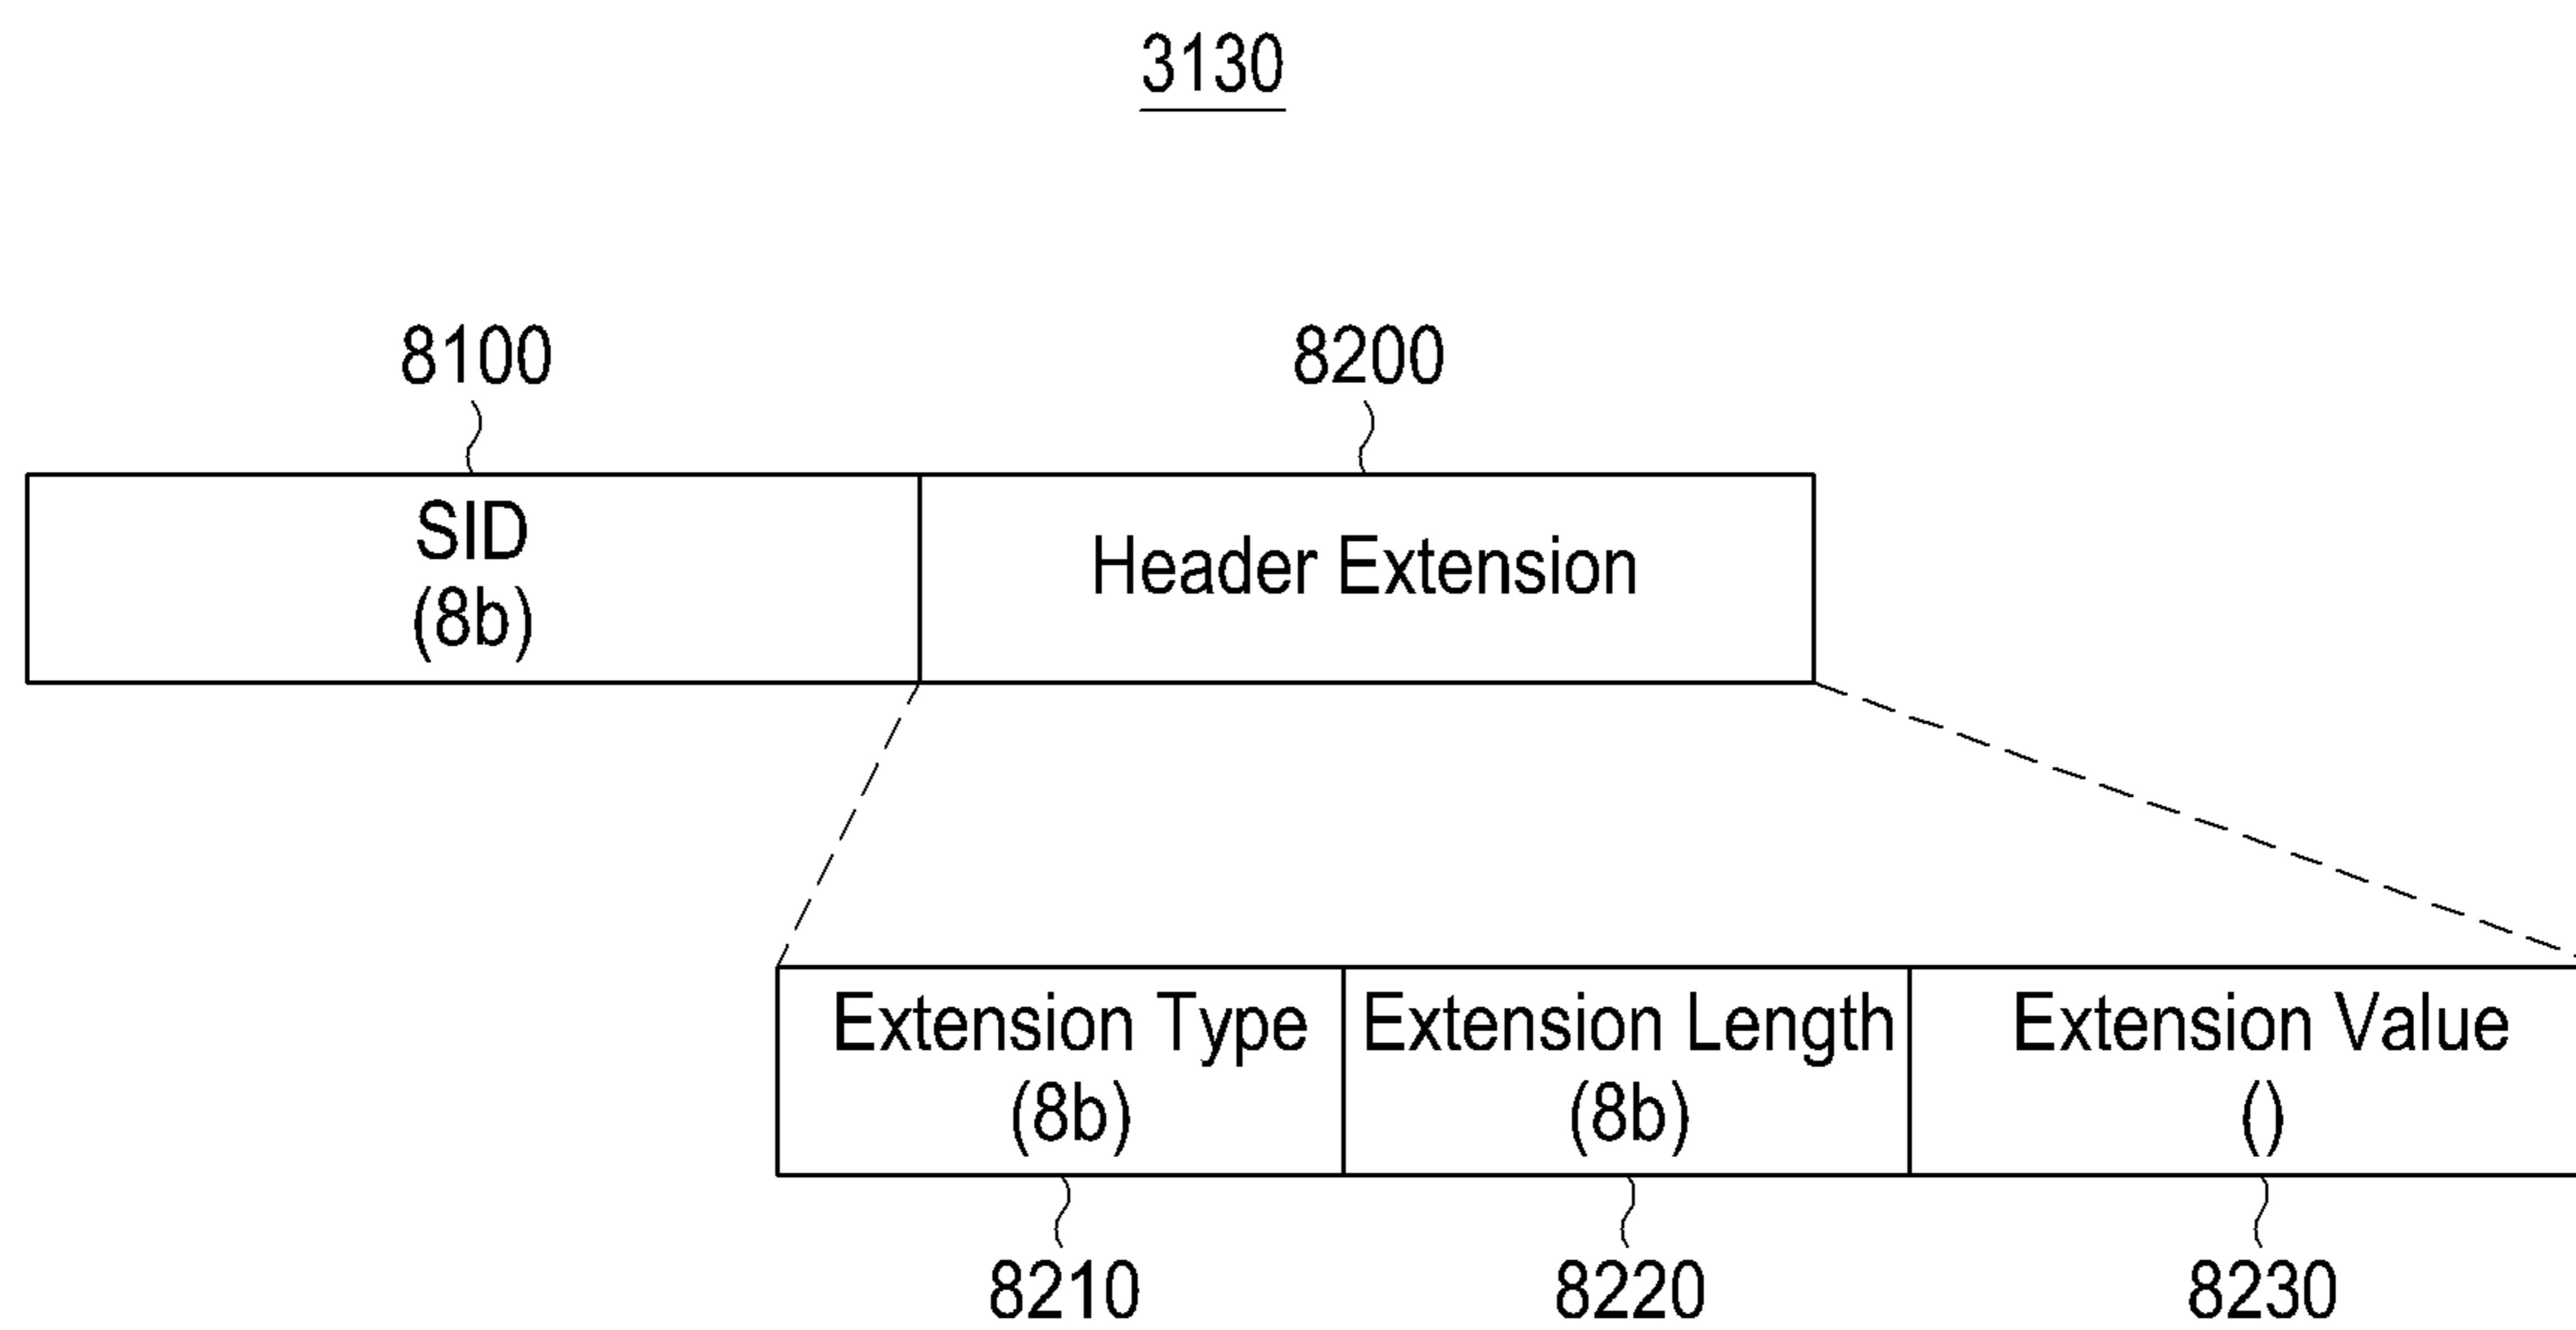 3130
8100
8200
SID
(8b)
Header Extension
Extension Type
(8b)
Extension Length
(8b)
Extension Value
()
8210
8220
8230